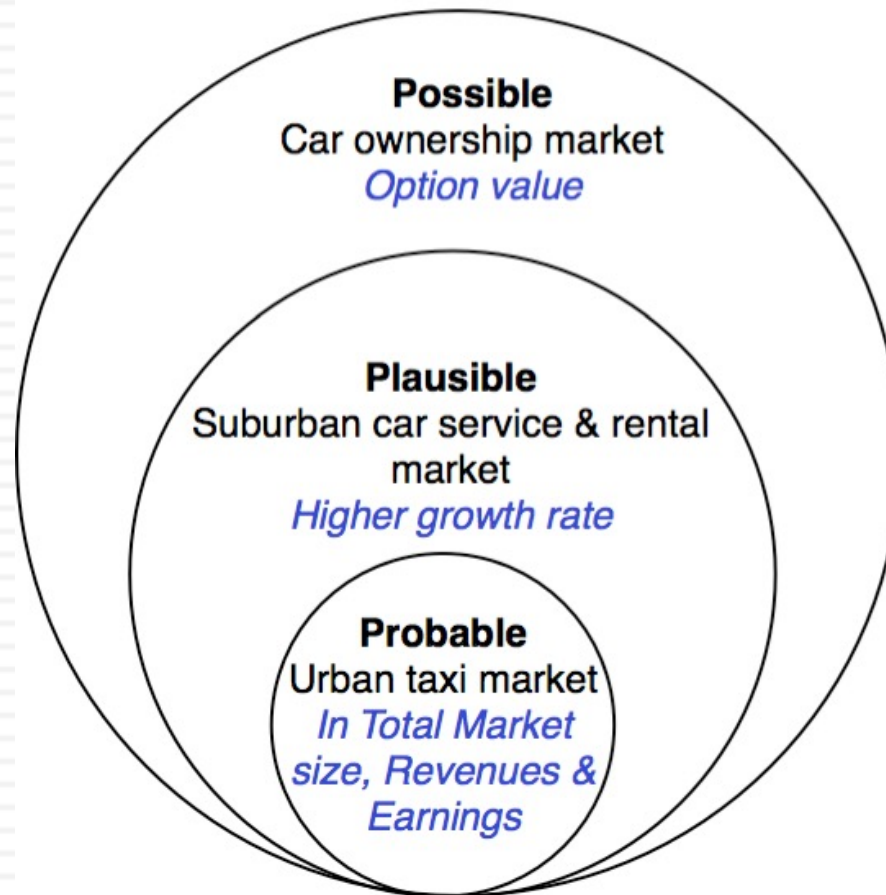 Possible
Car ownership market
Option value
Plausible
Suburban car service & rental
market
Higher growth rate
Probable
Urban taxi market
In Total Market
size, Revenues &
Earnings